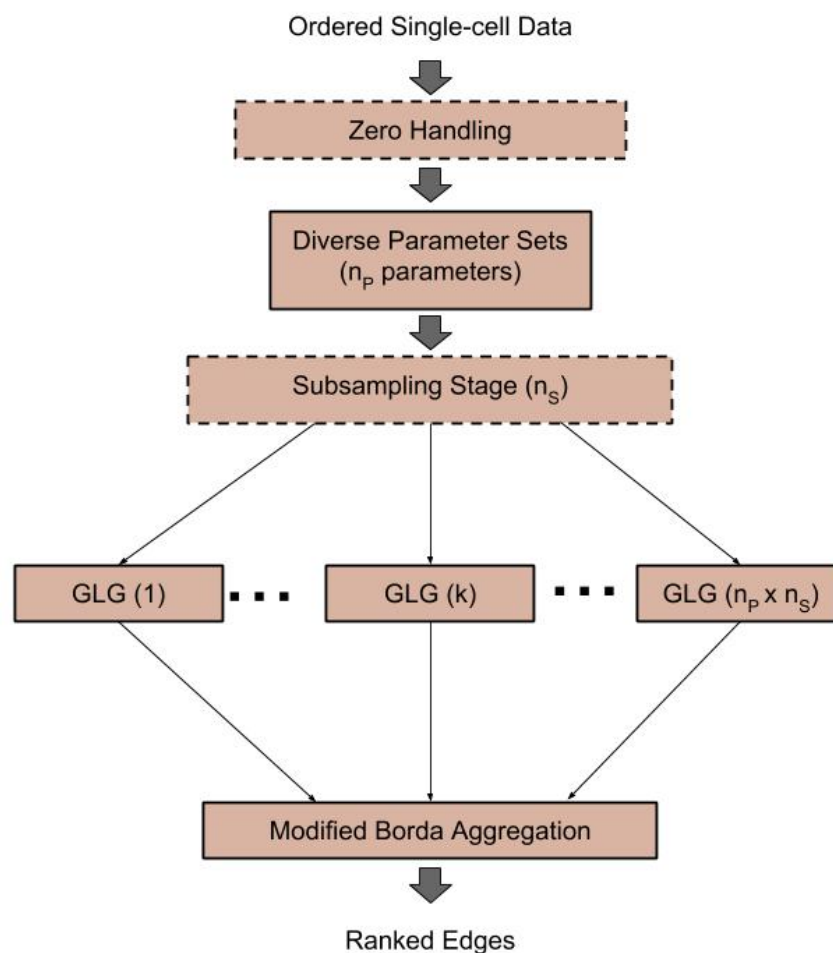 Ordered Single-cell Data
Zero Handling
Diverse Parameter Sets
(nP parameters)
Subsampling Stage (nS)
GLG (1) ... GLG (k) ... GLG (nP x nS)
Modified Borda Aggregation
Ranked Edges